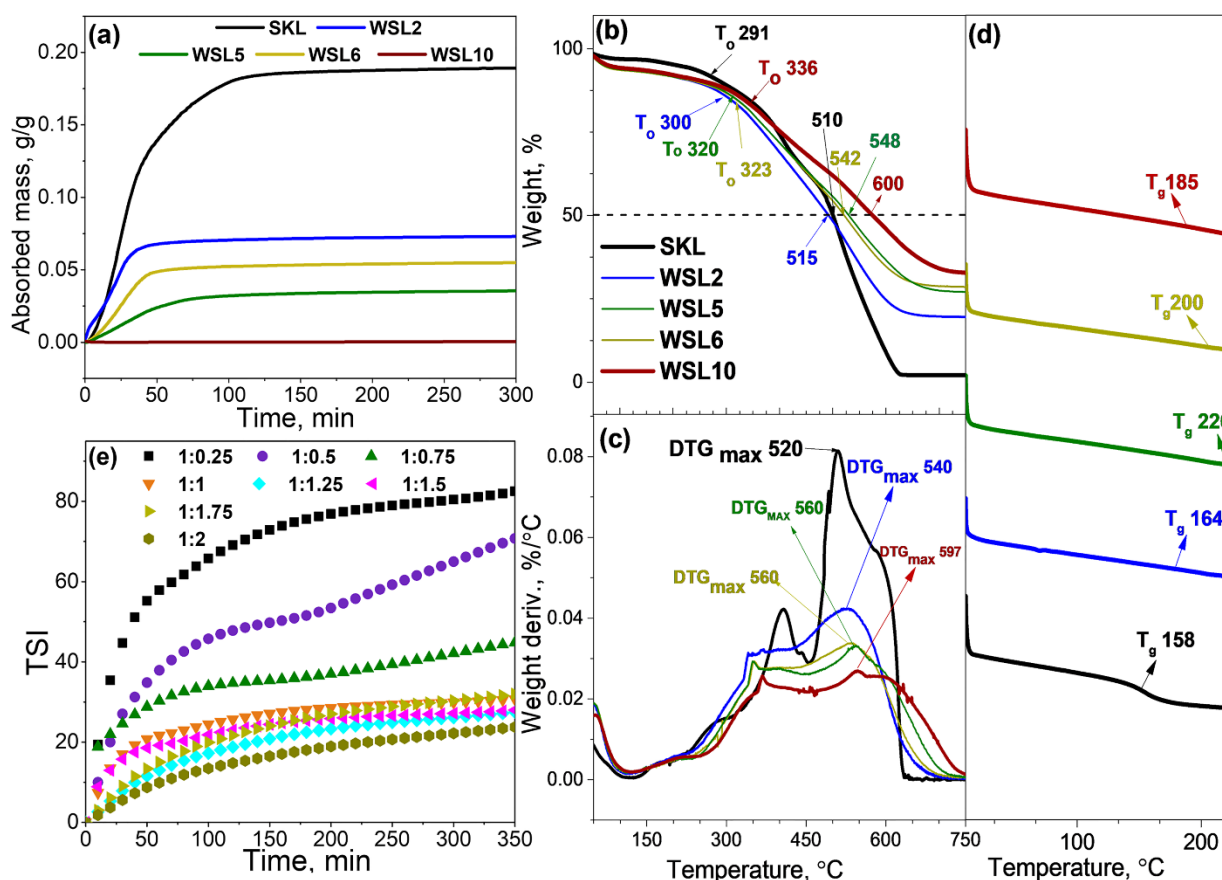 (a)
SKL WSL2
WSL5 WSL6 WSL10
0.20
0.15
0.10
0.05
0.00
Absorbed mass, g/g
0 50 100 150 200 250 300
Time, min
(b)
100
50
0
Weight, %
To 291
To 336
To 300
To 320
To 323
510
542
548
600
515
SKL
WSL2
WSL5
WSL6
WSL10
(c)
0.08
0.06
0.04
0.02
0.00
Weight deriv., %/°C
DTG max 520
DTGmax 540
DTGMAX 560
DTGmax 597
DTGmax 560
150 300 450 600 750
Temperature, °C
(d)
Tg185
Tg200
Tg 220
Tg 164
Tg 158
100 200
Temperature, °C
(e)
1:0.25 1:0.5 1:0.75
1:1 1:1.25 1:1.5
1:1.75
1:2
80
60
40
20
0
TSI
0 50 100 150 200 250 300 350
Time, min